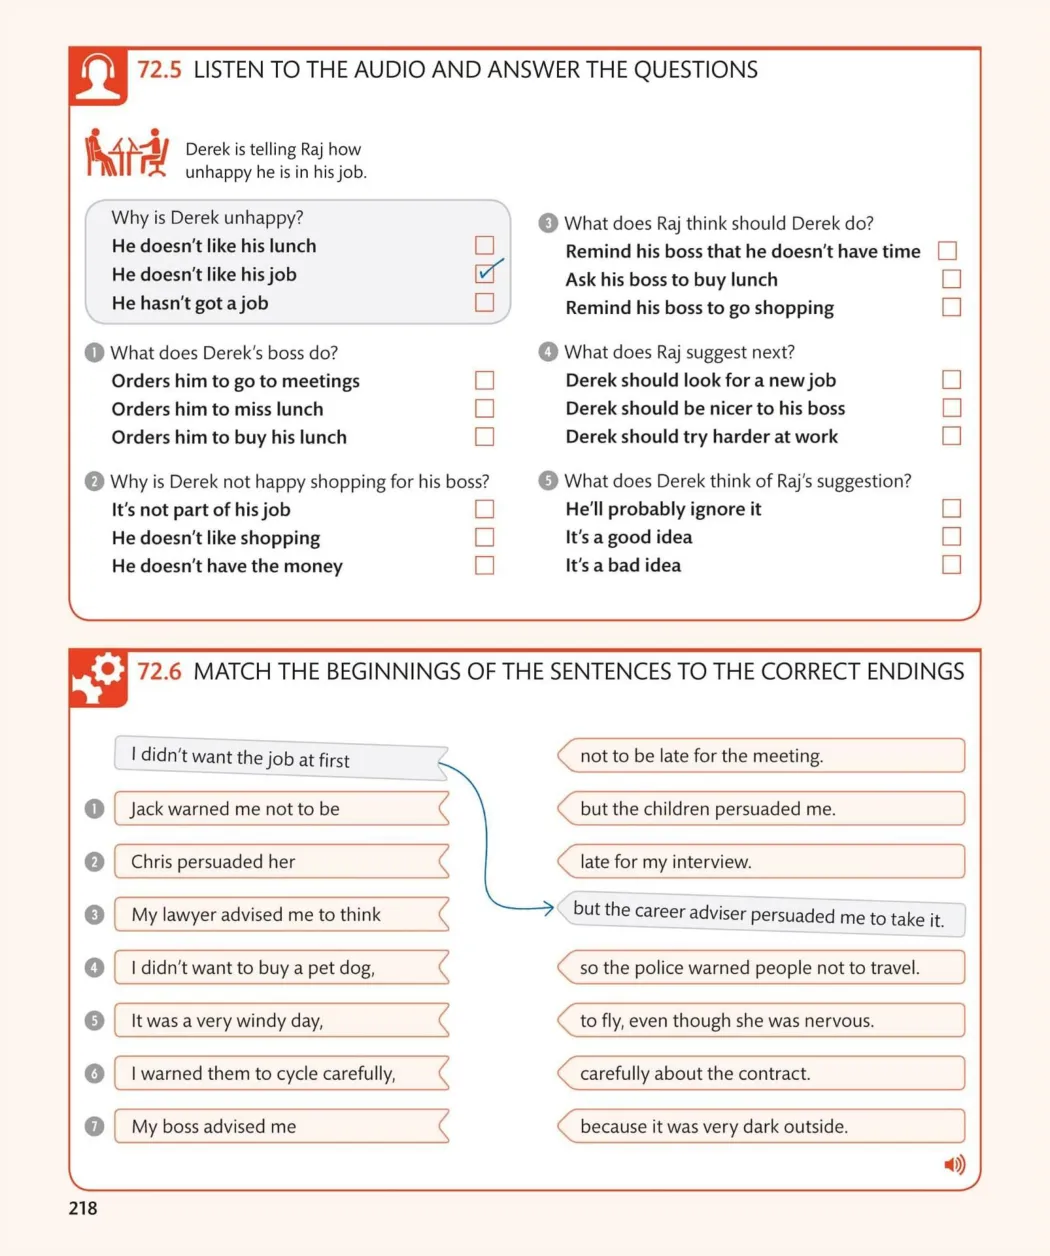 72.5 LISTEN TO THE AUDIO AND ANSWER THE QUESTIONS
Derek is telling Raj how
unhappy he is in his job.
Why is Derek unhappy?
He doesn't like his lunch
He doesn't like his job
He hasn't got a job
1 What does Derek's boss do?
Orders him to go to meetings
Orders him to miss lunch
Orders him to buy his lunch
2 Why is Derek not happy shopping for his boss?
It's not part of his job
He doesn't like shopping
He doesn't have the money
3 What does Raj think should Derek do?
Remind his boss that he doesn't have time
Ask his boss to buy lunch
Remind his boss to go shopping
4 What does Raj suggest next?
Derek should look for a new job
Derek should be nicer to his boss
Derek should try harder at work
5 What does Derek think of Raj's suggestion?
He'll probably ignore it
It's a good idea
It's a bad idea
72.6 MATCH THE BEGINNINGS OF THE SENTENCES TO THE CORRECT ENDINGS
I didn't want the job at first
not to be late for the meeting.
1 Jack warned me not to be
but the children persuaded me.
2 Chris persuaded her
late for my interview.
3 My lawyer advised me to think
but the career adviser persuaded me to take it.
4 I didn't want to buy a pet dog,
so the police warned people not to travel.
5 It was a very windy day,
to fly, even though she was nervous.
6 I warned them to cycle carefully,
carefully about the contract.
7 My boss advised me
because it was very dark outside.
218